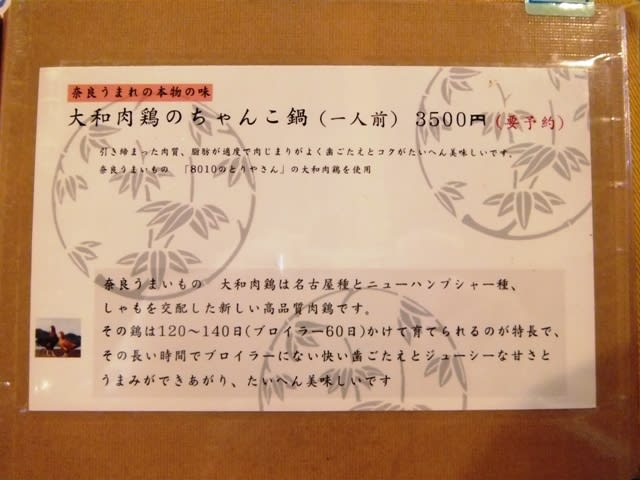 奈良うまれの本物の味
大和肉鶏のちゃんこ鍋（一人前） 3500円（要予約）
引き締まった肉質、脂肪が適度で肉じまりがよく歯ごたえとコクがたいへん美味しいです。
奈良うまいもの 「8010のとりやさん」の大和肉鶏を使用
奈良うまいもの 大和肉鶏は名古屋種とニューハンプシャー種、
しゃもを交配した新しい高品質肉鶏です。
その鶏は120～140日(ブロイラー60日)かけて育てられるのが特長で、
その長い時間でブロイラーにない快い歯ごたえとジューシーな甘さと
うまみができあがり、たいへん美味しいです